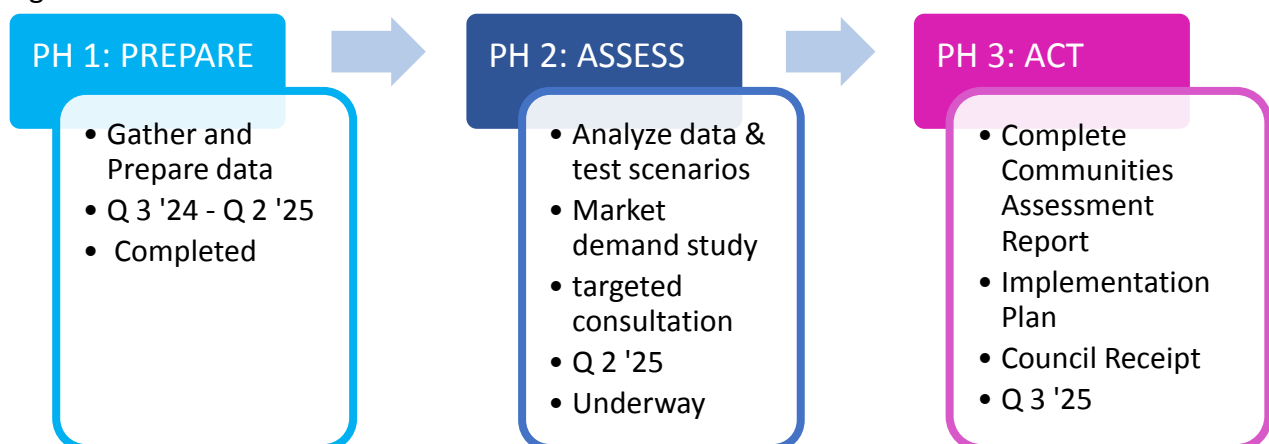 PH 1: PREPARE
• Gather and
Prepare data
• Q 3 '24 - Q 2 '25
• Completed
PH 2: ASSESS
• Analyze data &
test scenarios
• Market
demand study
• targeted
consultation
• Q 2 '25
• Underway
PH 3: ACT
• Complete
Communities
Assessment
Report
• Implementation
Plan
• Council Receipt
• Q 3 '25